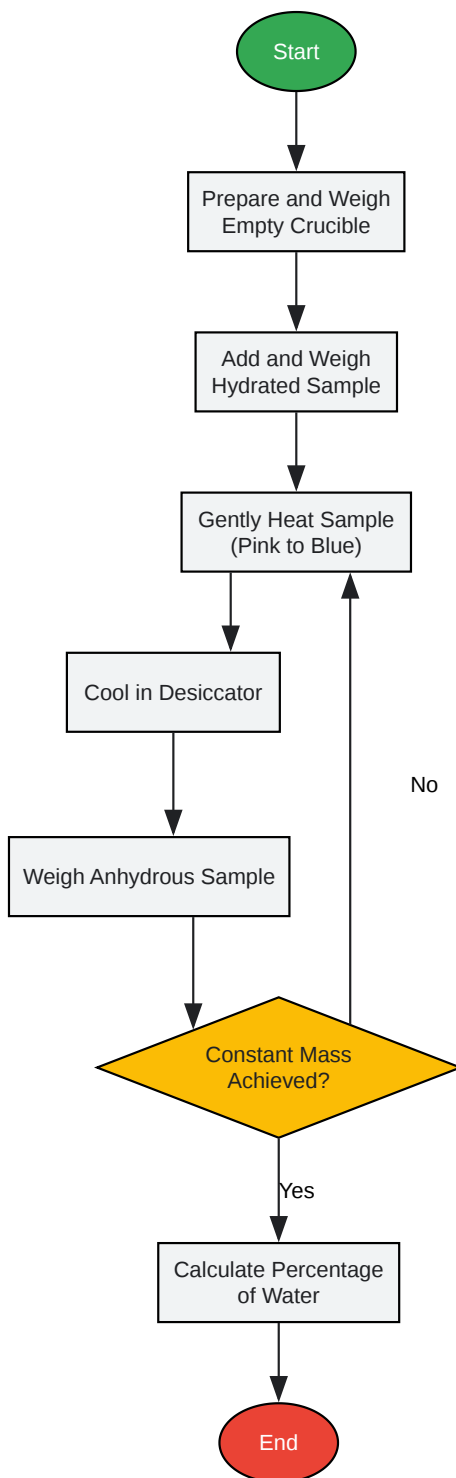 Start
Prepare and Weigh
Empty Crucible
Add and Weigh
Hydrated Sample
Gently Heat Sample
(Pink to Blue)
Cool in Desiccator
No
Weigh Anhydrous Sample
Constant Mass
Achieved?
Yes
Calculate Percentage
of Water
End